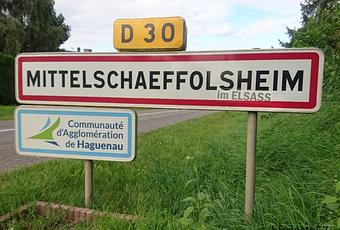 D 30
MITTELSCHAEFFOLSHEIM
im ELSASS
Communauté
d'Agglomération
de Haguenau